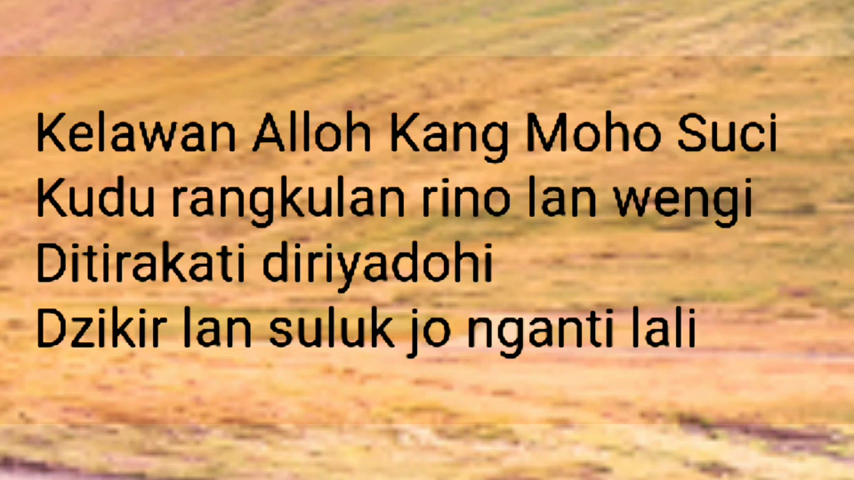 Kelawan Alloh Kang Moho Suci
Kudu rangkulan rino lan wengi
Ditirakati diriyadohi
Dzikir lan suluk jo nganti lali